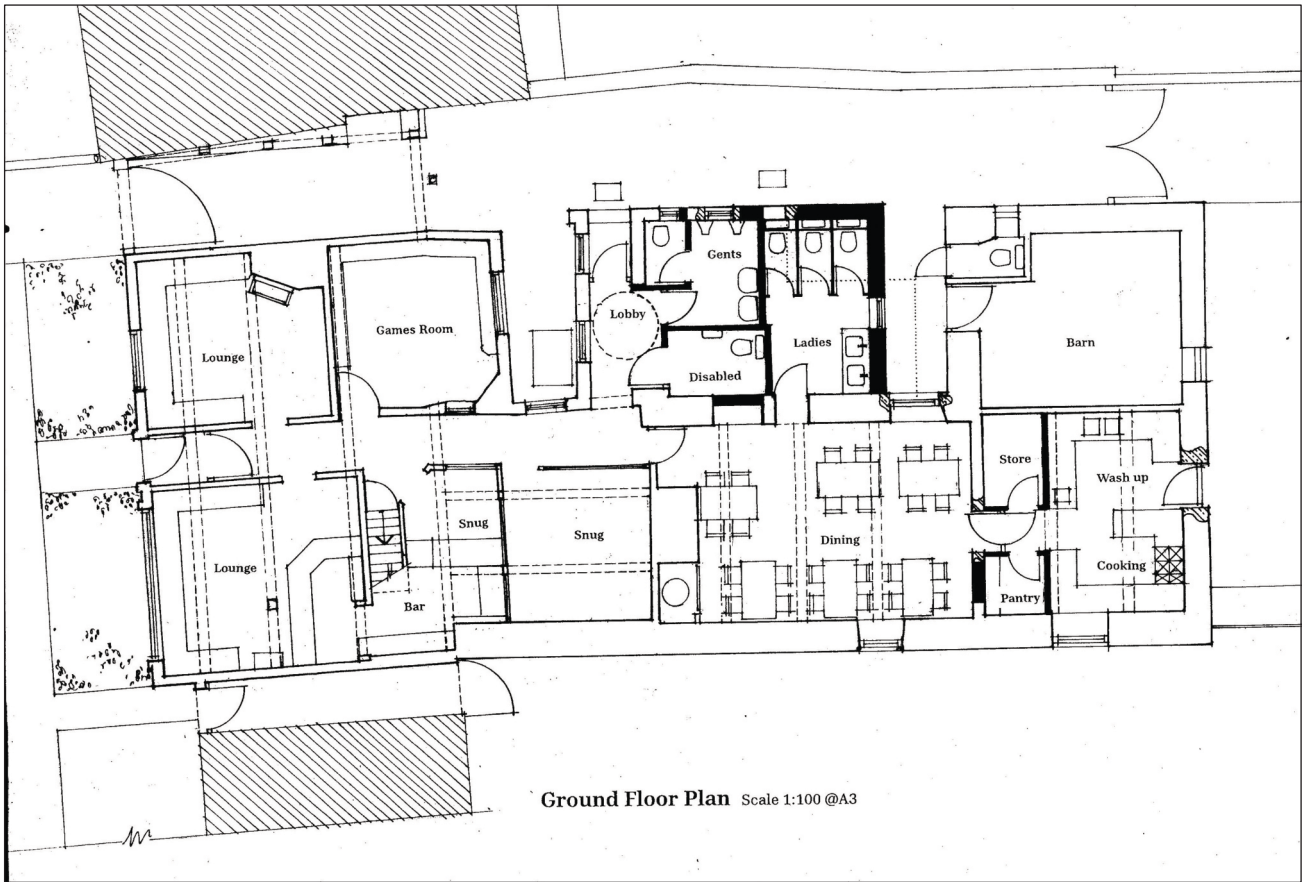 Gents
Lobby
Games Room
Lounge
Ladies
Barn
Disabled
Store
Wash up
Snug
Snug
Dining
Lounge
Cooking
Bar
Pantry
Ground Floor Plan Scale 1:100 @A3